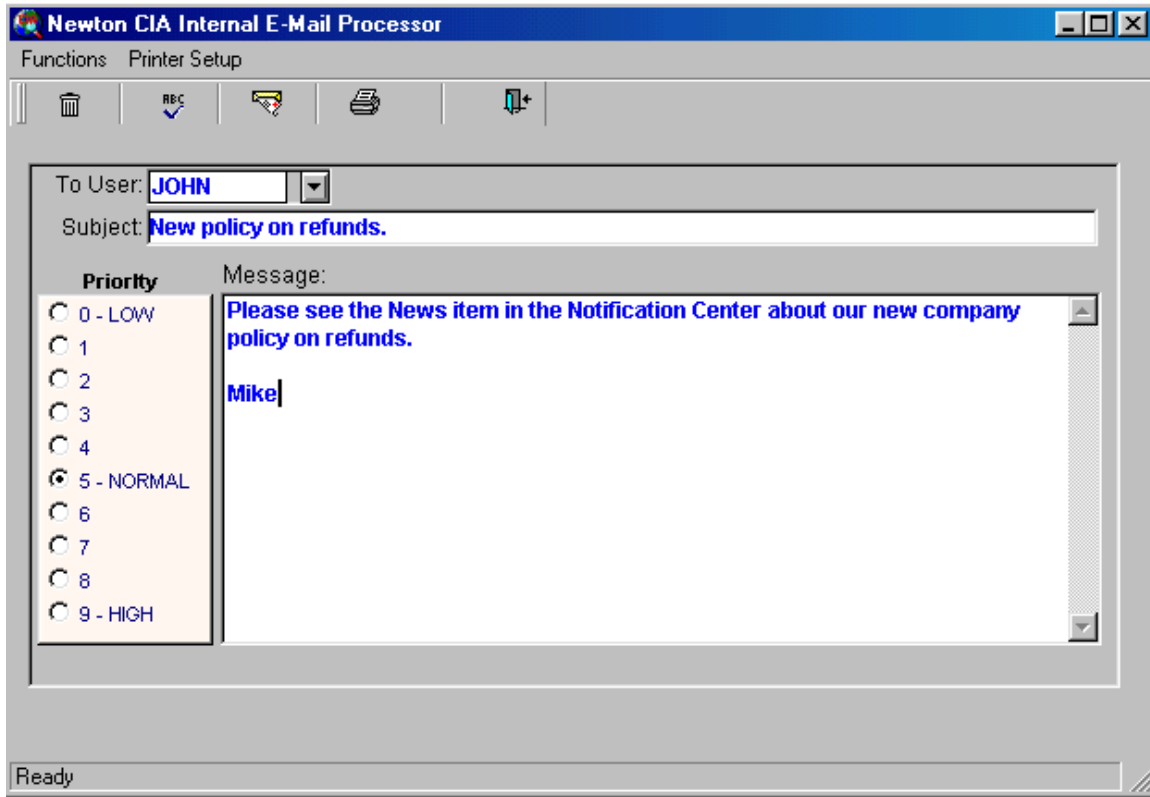 Newton CIA Internal E-Mail Processor
Functions Printer Setup
ABC
To User: JOHN
Subject: New policy on refunds.
Priority
0 - LOW
1
2
3
4
5 - NORMAL
6
7
8
9 - HIGH
Message:
Please see the News item in the Notification Center about our new company
policy on refunds.
Mike
Ready